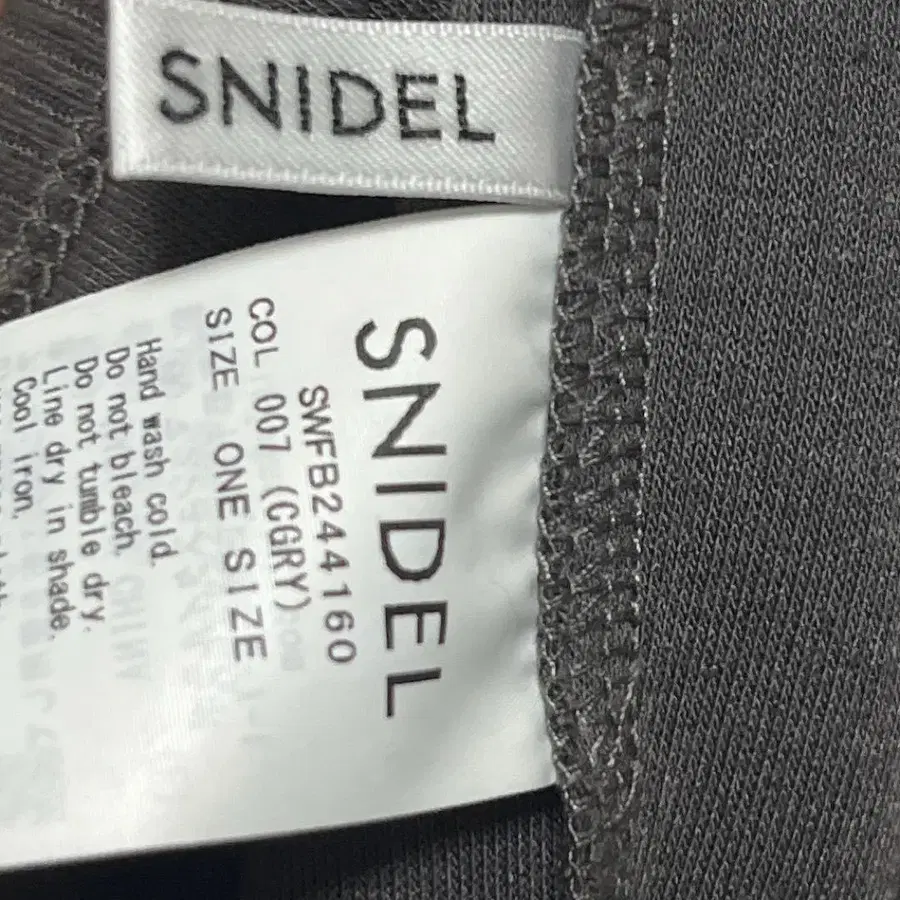 SNIDEL
SNIDEL
SWFB244160
COL 007 (CGRY)
SIZE ONE SIZE
Hand wash cold.
Do not bleach.
Do not tumble dry.
Line dry in shade.
Cool iron.